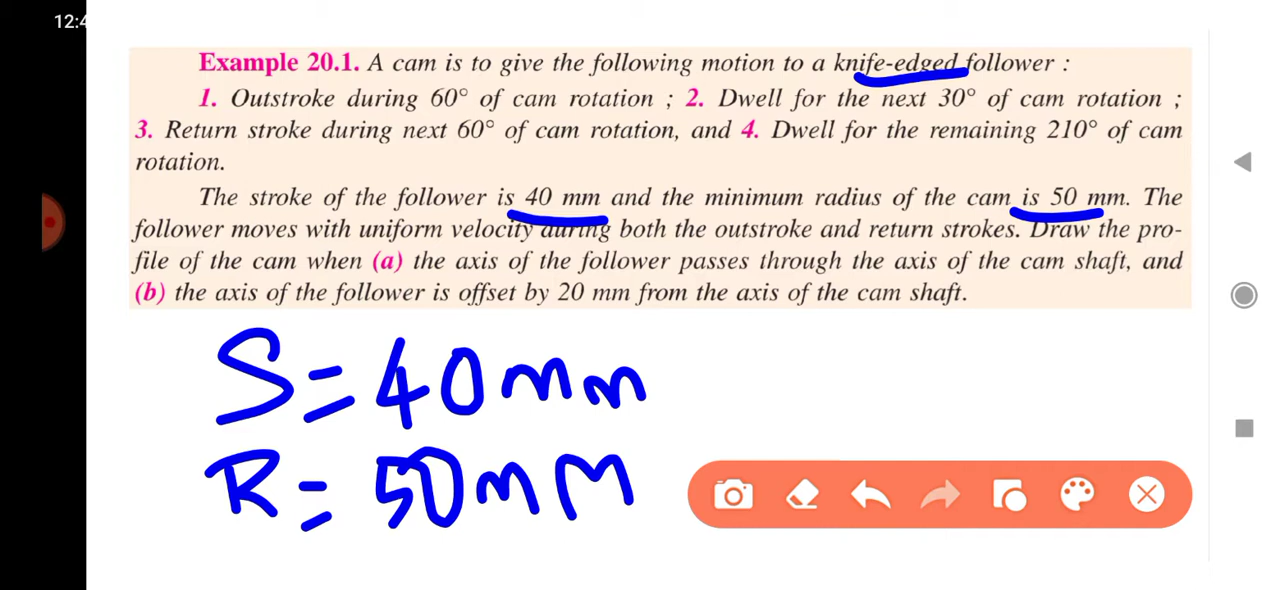 12:4
Example 20.1. A cam is to give the following motion to a knife-edged follower :
1. Outstroke during 60° of cam rotation ; 2. Dwell for the next 30° of cam rotation ;
3. Return stroke during next 60° of cam rotation, and 4. Dwell for the remaining 210° of cam
rotation.
The stroke of the follower is 40 mm and the minimum radius of the cam is 50 mm. The
follower moves with uniform velocity during both the outstroke and return strokes. Draw the pro-
file of the cam when (a) the axis of the follower passes through the axis of the cam shaft, and
(b) the axis of the follower is offset by 20 mm from the axis of the cam shaft.
S = 40 mm
R = 50 mM